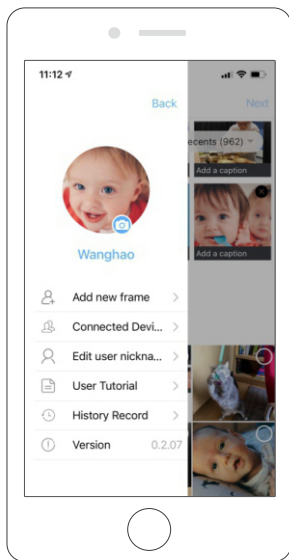 11:12
Back
Next
ecents (962)
Add a caption
Add a caption
Wanghao
Add new frame
Connected Devi...
Edit user nickna...
User Tutorial
History Record
Version 0.2.07